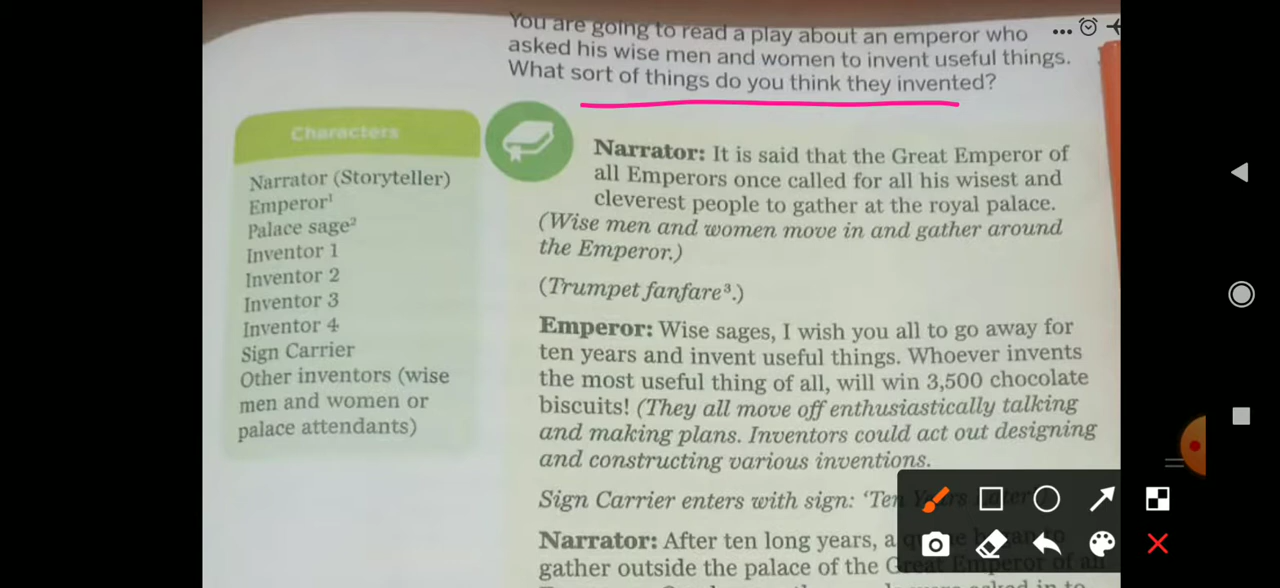 You are going to read a play about an emperor who
asked his wise men and women to invent useful things.
What sort of things do you think they invented?
Characters
Narrator (Storyteller)
Emperor¹
Palace sage²
Inventor 1
Inventor 2
Inventor 3
Inventor 4
Sign Carrier
Other inventors (wise
men and women or
palace attendants)
Narrator: It is said that the Great Emperor of
all Emperors once called for all his wisest and
cleverest people to gather at the royal palace.
(Wise men and women move in and gather around
the Emperor.)
(Trumpet fanfare³.)
Emperor: Wise sages, I wish you all to go away for
ten years and invent useful things. Whoever invents
the most useful thing of all, will win 3,500 chocolate
biscuits! (They all move off enthusiastically talking
and making plans. Inventors could act out designing
and constructing various inventions.
Sign Carrier enters with sign: ‘Ten Years
Narrator: After ten long years, a
gather outside the palace of the Great Emperor of